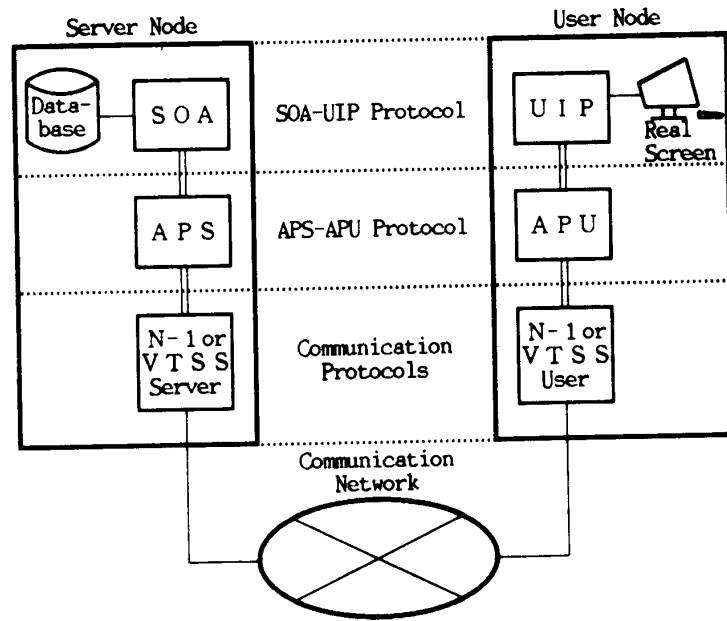 Server Node
User Node
Data-
base
S O A
SOA-UIP Protocol
U I P
Real
Screen
A P S
APS-APU Protocol
A P U
N-1 or
V T S S
Server
Communication
Protocols
N-1 or
V T S S
User
Communication
Network